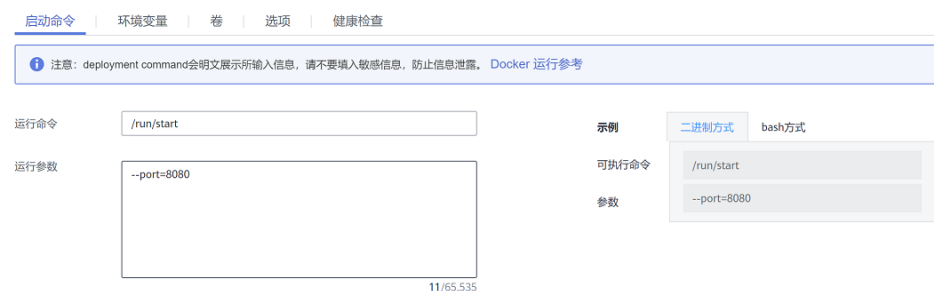 启动命令 环境变量 卷 选项 健康检查
注意：deployment command会明文展示所输入信息，请不要填入敏感信息，防止信息泄露。 Docker 运行参考
运行命令 /run/start
运行参数 --port=8080
11/65,535
示例 二进制方式 bash方式
可执行命令 /run/start
参数 --port=8080